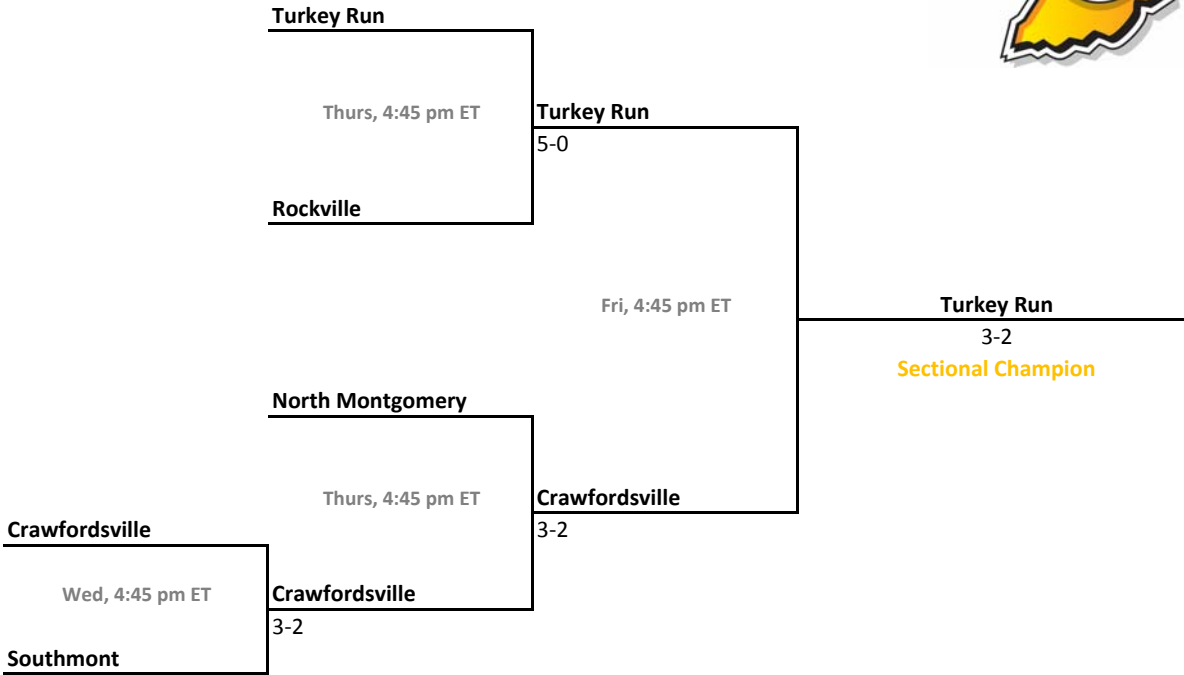 Turkey Run
Thurs, 4:45 pm ET
Turkey Run
5-0
Rockville
Fri, 4:45 pm ET
Turkey Run
3-2
Sectional Champion
North Montgomery
Thurs, 4:45 pm ET
Crawfordsville
3-2
Crawfordsville
Wed, 4:45 pm ET
Crawfordsville
3-2
Southmont